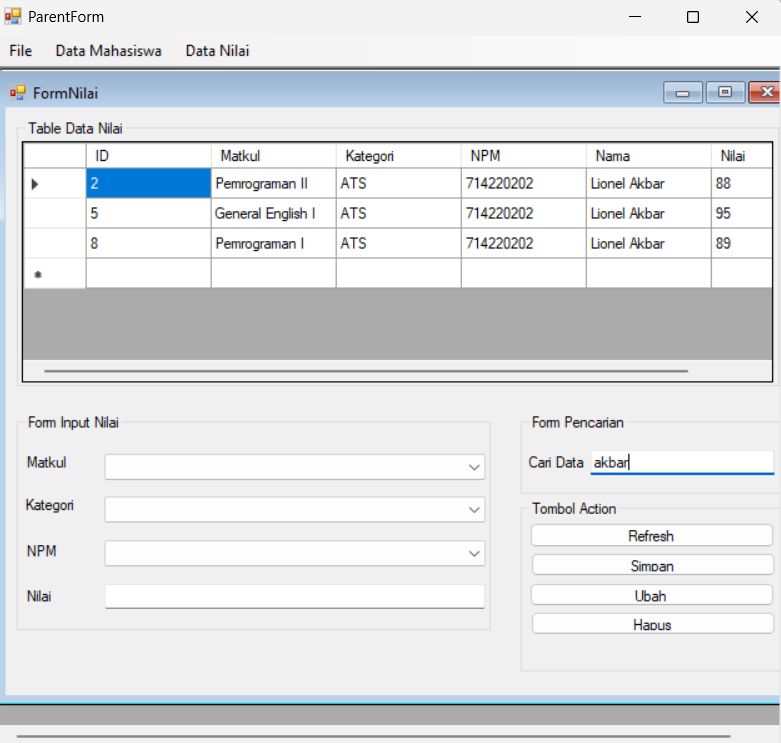 ParentForm
File Data Mahasiswa Data Nilai
FormNilai
Table Data Nilai
ID Matkul Kategori NPM Nama Nilai
2 Pemrograman II ATS 714220202 Lionel Akbar 88
5 General English I ATS 714220202 Lionel Akbar 95
8 Pemrograman I ATS 714220202 Lionel Akbar 89
Form Input Nilai
Matkul
Kategori
NPM
Nilai
Form Pencarian
Cari Data akbar
Tombol Action
Refresh
Simpan
Ubah
Hapus